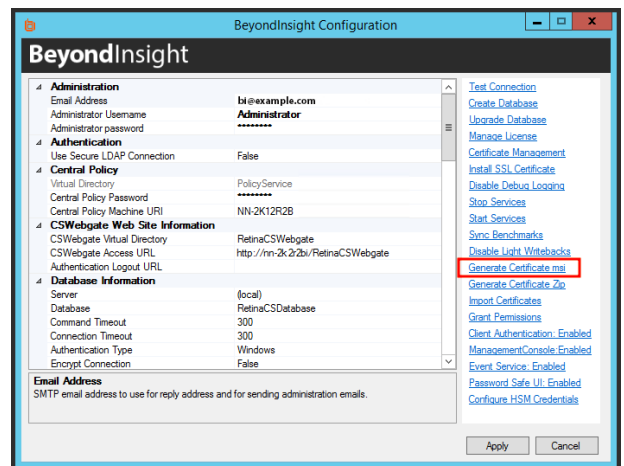 BeyondInsight Configuration
BeyondInsight
Administration
Email Address bi@example.com
Administrator Username Administrator
Administrator password ********
Authentication
Use Secure LDAP Connection False
Central Policy
Virtual Directory PolicyService
Central Policy Password ********
Central Policy Machine URI NN-2K12R2B
CSWebgate Web Site Information
CSWebgate Virtual Directory RetinaCSWebgate
CSWebgate Access URL http://nn-2k2r2bi/RetinaCSWebgate
Authentication Logout URL
Database Information
Server (local)
Database RetinaCSDatabase
Command Timeout 300
Connection Timeout 300
Authentication Type Windows
Encrypt Connection False
Email Address
SMTP email address to use for reply address and for sending administration emails.
Test Connection
Create Database
Upgrade Database
Manage License
Certificate Management
Install SSL Certificate
Disable Debug Logging
Stop Services
Start Services
Sync Benchmarks
Disable Light Writebacks
Generate Certificate msi
Generate Certificate Zip
Import Certificates
Grant Permissions
Client Authentication: Enabled
ManagementConsole:Enabled
Event Service: Enabled
Password Safe UI: Enabled
Configure HSM Credentials
Apply Cancel